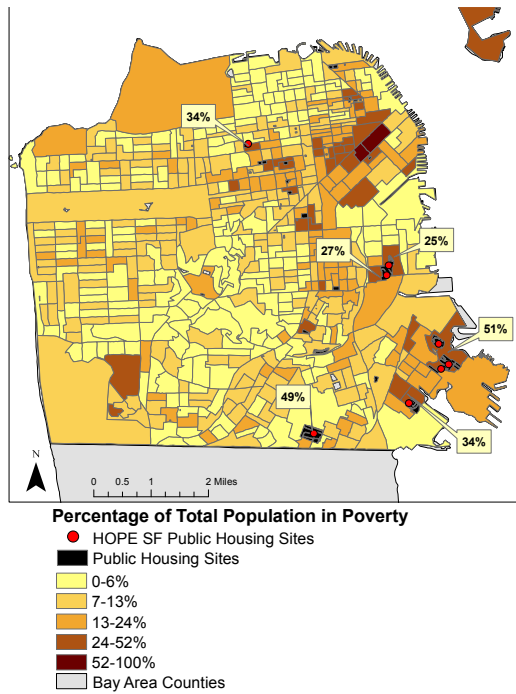 34%
27%
25%
51%
49%
34%
N
0 0.5 1 2 Miles
Percentage of Total Population in Poverty
HOPE SF Public Housing Sites
Public Housing Sites
0-6%
7-13%
13-24%
24-52%
52-100%
Bay Area Counties